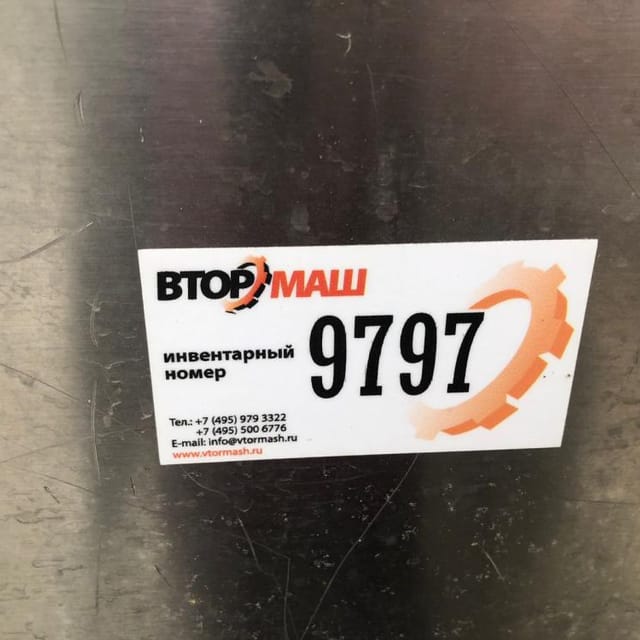 ВТОРМАШ
инвентарный
номер
9797
Тел.: +7 (495) 979 3322
+7 (495) 500 6776
E-mail: info@vtormash.ru
www.vtormash.ru